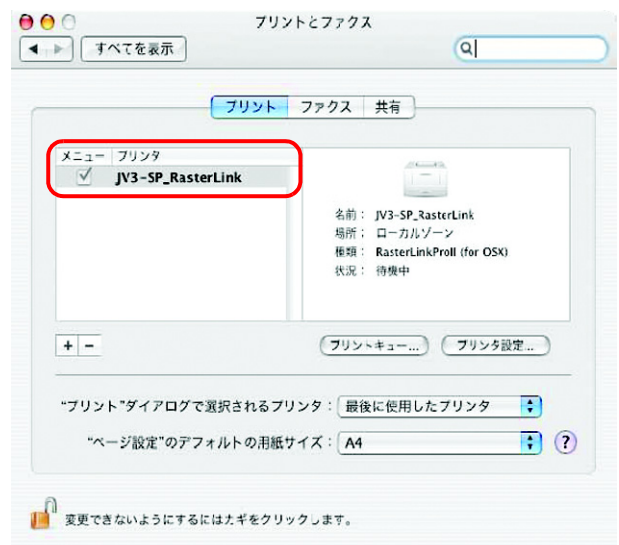 プリントとファクス
すべてを表示
プリント ファクス 共有
メニュー プリンタ
JV3-SP_RasterLink
名前： JV3-SP_RasterLink
場所： ローカルゾーン
種類： RasterLinkProII (for OSX)
状況： 待機中
+ −
プリントキュー... プリンタ設定...
“プリント”ダイアログで選択されるプリンタ： 最後に使用したプリンタ
“ページ設定”のデフォルトの用紙サイズ： A4 ?
変更できないようにするにはカギをクリックします。